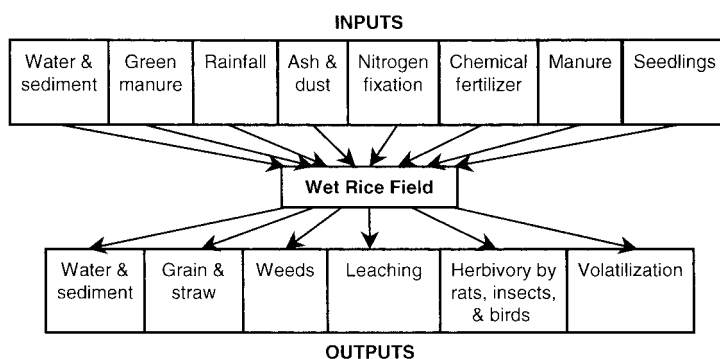 INPUTS
Water & sediment
Green manure
Rainfall
Ash & dust
Nitrogen fixation
Chemical fertilizer
Manure
Seedlings
Wet Rice Field
Water & sediment
Grain & straw
Weeds
Leaching
Herbivory by rats, insects, & birds
Volatilization
OUTPUTS